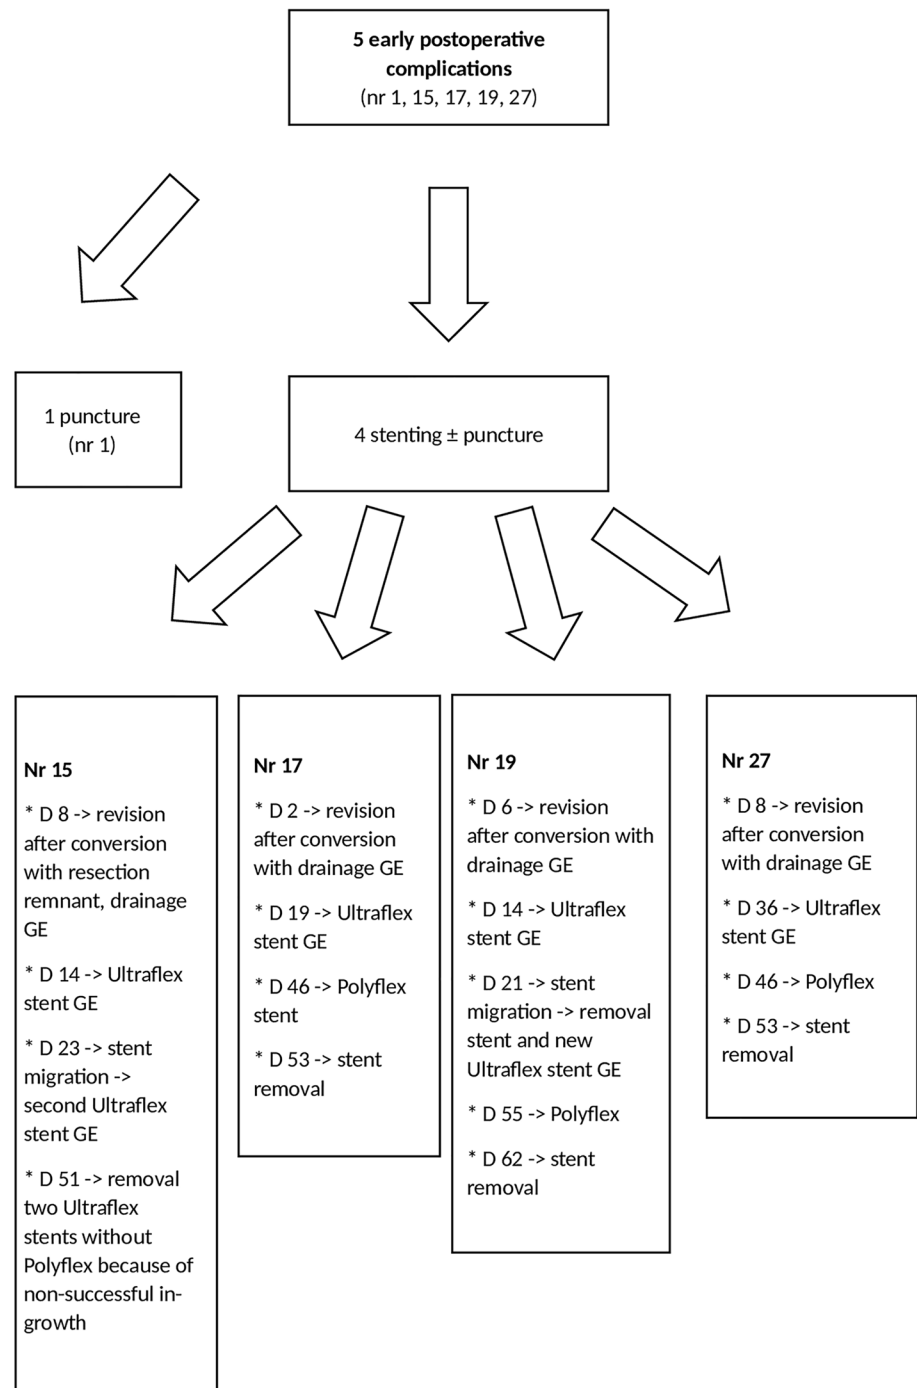 5 early postoperative
complications
(nr 1, 15, 17, 19, 27)
1 puncture
(nr 1)
4 stenting ± puncture
Nr 15
* D 8 -> revision
after conversion
with resection
remnant, drainage
GE
* D 14 -> Ultraflex
stent GE
* D 23 -> stent
migration ->
second Ultraflex
stent GE
* D 51 -> removal
two Ultraflex
stents without
Polyflex because of
non-successful in-
growth
Nr 17
* D 2 -> revision
after conversion
with drainage GE
* D 19 -> Ultraflex
stent GE
* D 46 -> Polyflex
stent
* D 53 -> stent
removal
Nr 19
* D 6 -> revision
after conversion with
drainage GE
* D 14 -> Ultraflex
stent GE
* D 21 -> stent
migration -> removal
stent and new
Ultraflex stent GE
* D 55 -> Polyflex
* D 62 -> stent
removal
Nr 27
* D 8 -> revision
after conversion
with drainage GE
* D 36 -> Ultraflex
stent GE
* D 46 -> Polyflex
* D 53 -> stent
removal